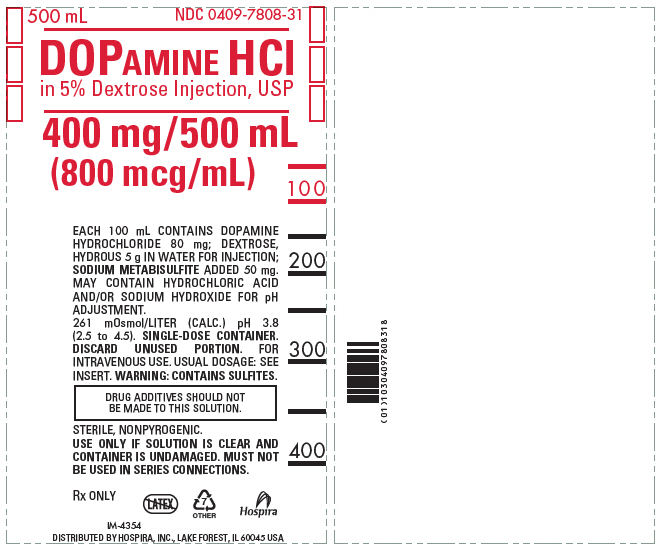 500 mL NDC 0409-7808-31
DOPAMINE HCl
in 5% Dextrose Injection, USP
400 mg/500 mL
(800 mcg/mL)
100
EACH 100 mL CONTAINS DOPAMINE
HYDROCHLORIDE 80 mg; DEXTROSE,
HYDROUS 5 g IN WATER FOR INJECTION;
SODIUM METABISULFITE ADDED 50 mg.
MAY CONTAIN HYDROCHLORIC ACID
AND/OR SODIUM HYDROXIDE FOR pH
ADJUSTMENT.
261 mOsmol/LITER (CALC.) pH 3.8
(2.5 to 4.5). SINGLE-DOSE CONTAINER.
DISCARD UNUSED PORTION. FOR
INTRAVENOUS USE. USUAL DOSAGE: SEE
INSERT. WARNING: CONTAINS SULFITES.
200
300
DRUG ADDITIVES SHOULD NOT
BE MADE TO THIS SOLUTION.
STERILE, NONPYROGENIC.
USE ONLY IF SOLUTION IS CLEAR AND
CONTAINER IS UNDAMAGED. MUST NOT
BE USED IN SERIES CONNECTIONS.
400
Rx ONLY
LATEX
7
OTHER
Hospira
IM-4354
DISTRIBUTED BY HOSPIRA, INC., LAKE FOREST, IL 60045 USA
(01)10304097808318